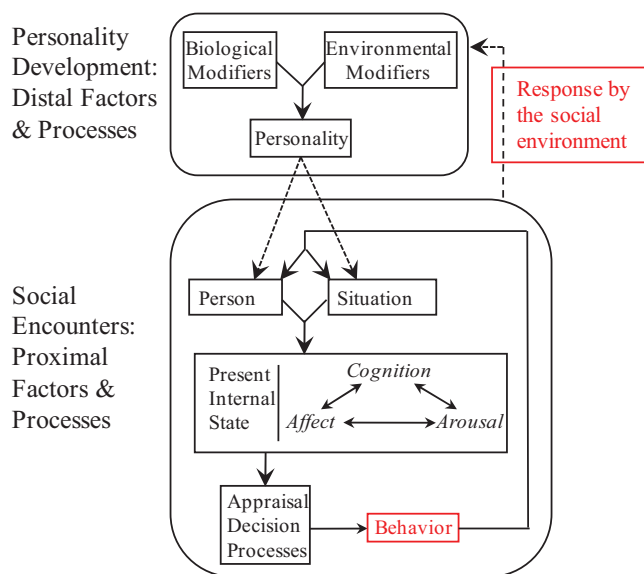 Personality
Development:
Distal Factors
& Processes
Biological
Modifiers
Environmental
Modifiers
Personality
Response by
the social
environment
Social
Encounters:
Proximal
Factors &
Processes
Person
Situation
Present
Internal
State
Cognition
Affect
Arousal
Appraisal
Decision
Processes
Behavior